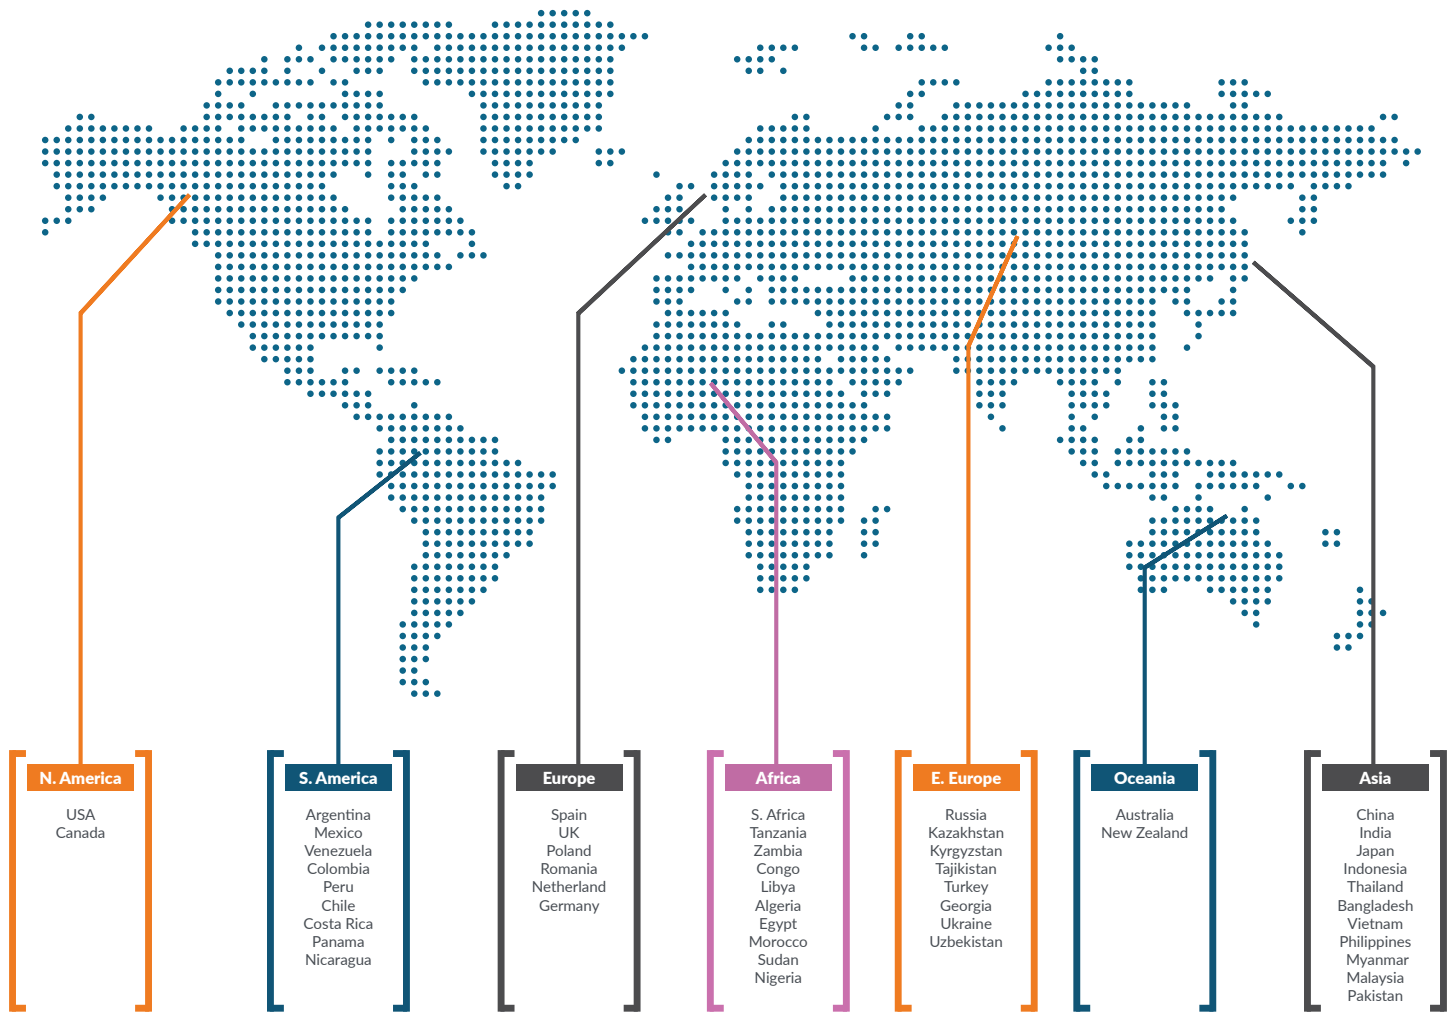 N. America
USA
Canada
S. America
Argentina
Mexico
Venezuela
Colombia
Peru
Chile
Costa Rica
Panama
Nicaragua
Europe
Spain
UK
Poland
Romania
Netherland
Germany
Africa
S. Africa
Tanzania
Zambia
Congo
Libya
Algeria
Egypt
Morocco
Sudan
Nigeria
E. Europe
Russia
Kazakhstan
Kyrgyzstan
Tajikistan
Turkey
Georgia
Ukraine
Uzbekistan
Oceania
Australia
New Zealand
Asia
China
India
Japan
Indonesia
Thailand
Bangladesh
Vietnam
Philippines
Myanmar
Malaysia
Pakistan